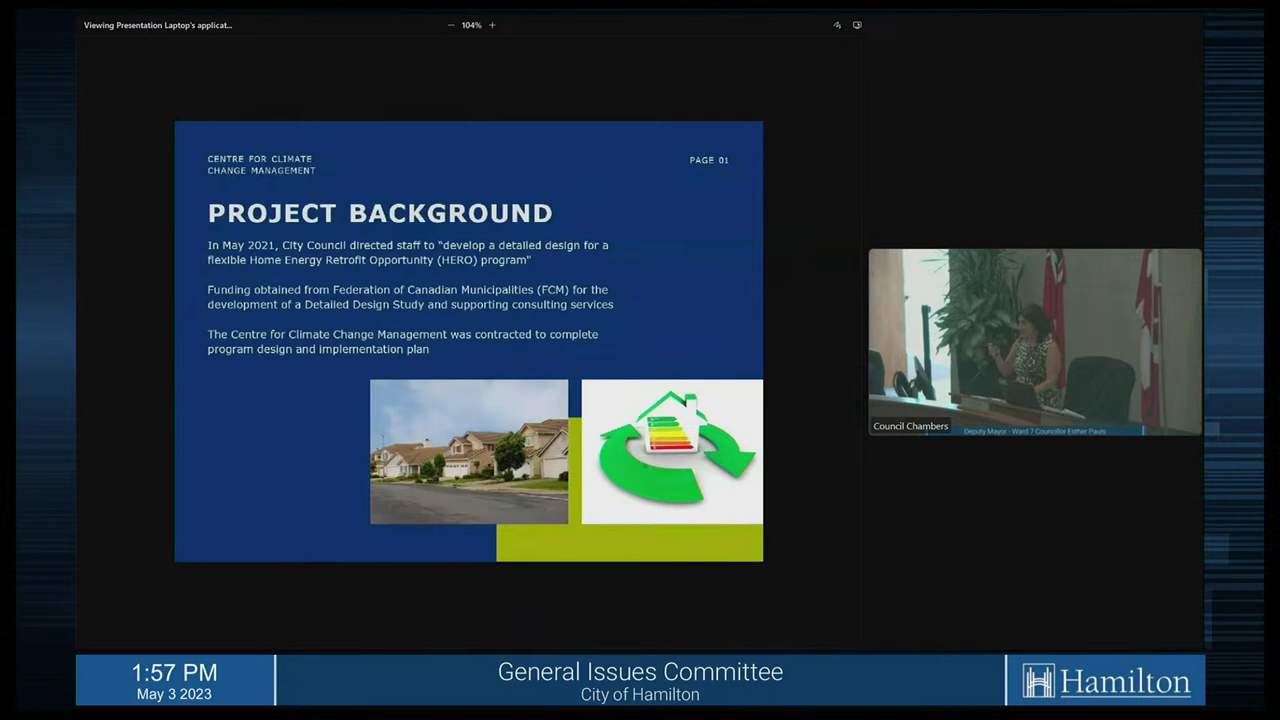 Viewing Presentation Laptop's applicat...
104%
CENTRE FOR CLIMATE
CHANGE MANAGEMENT
PAGE 01
PROJECT BACKGROUND
In May 2021, City Council directed staff to “develop a detailed design for a
flexible Home Energy Retrofit Opportunity (HERO) program"
Funding obtained from Federation of Canadian Municipalities (FCM) for the
development of a Detailed Design Study and supporting consulting services
The Centre for Climate Change Management was contracted to complete
program design and implementation plan
Council Chambers
Deputy Mayor - Ward 7 Councillor Esther Pauls
1:57 PM
May 3 2023
General Issues Committee
City of Hamilton
Hamilton